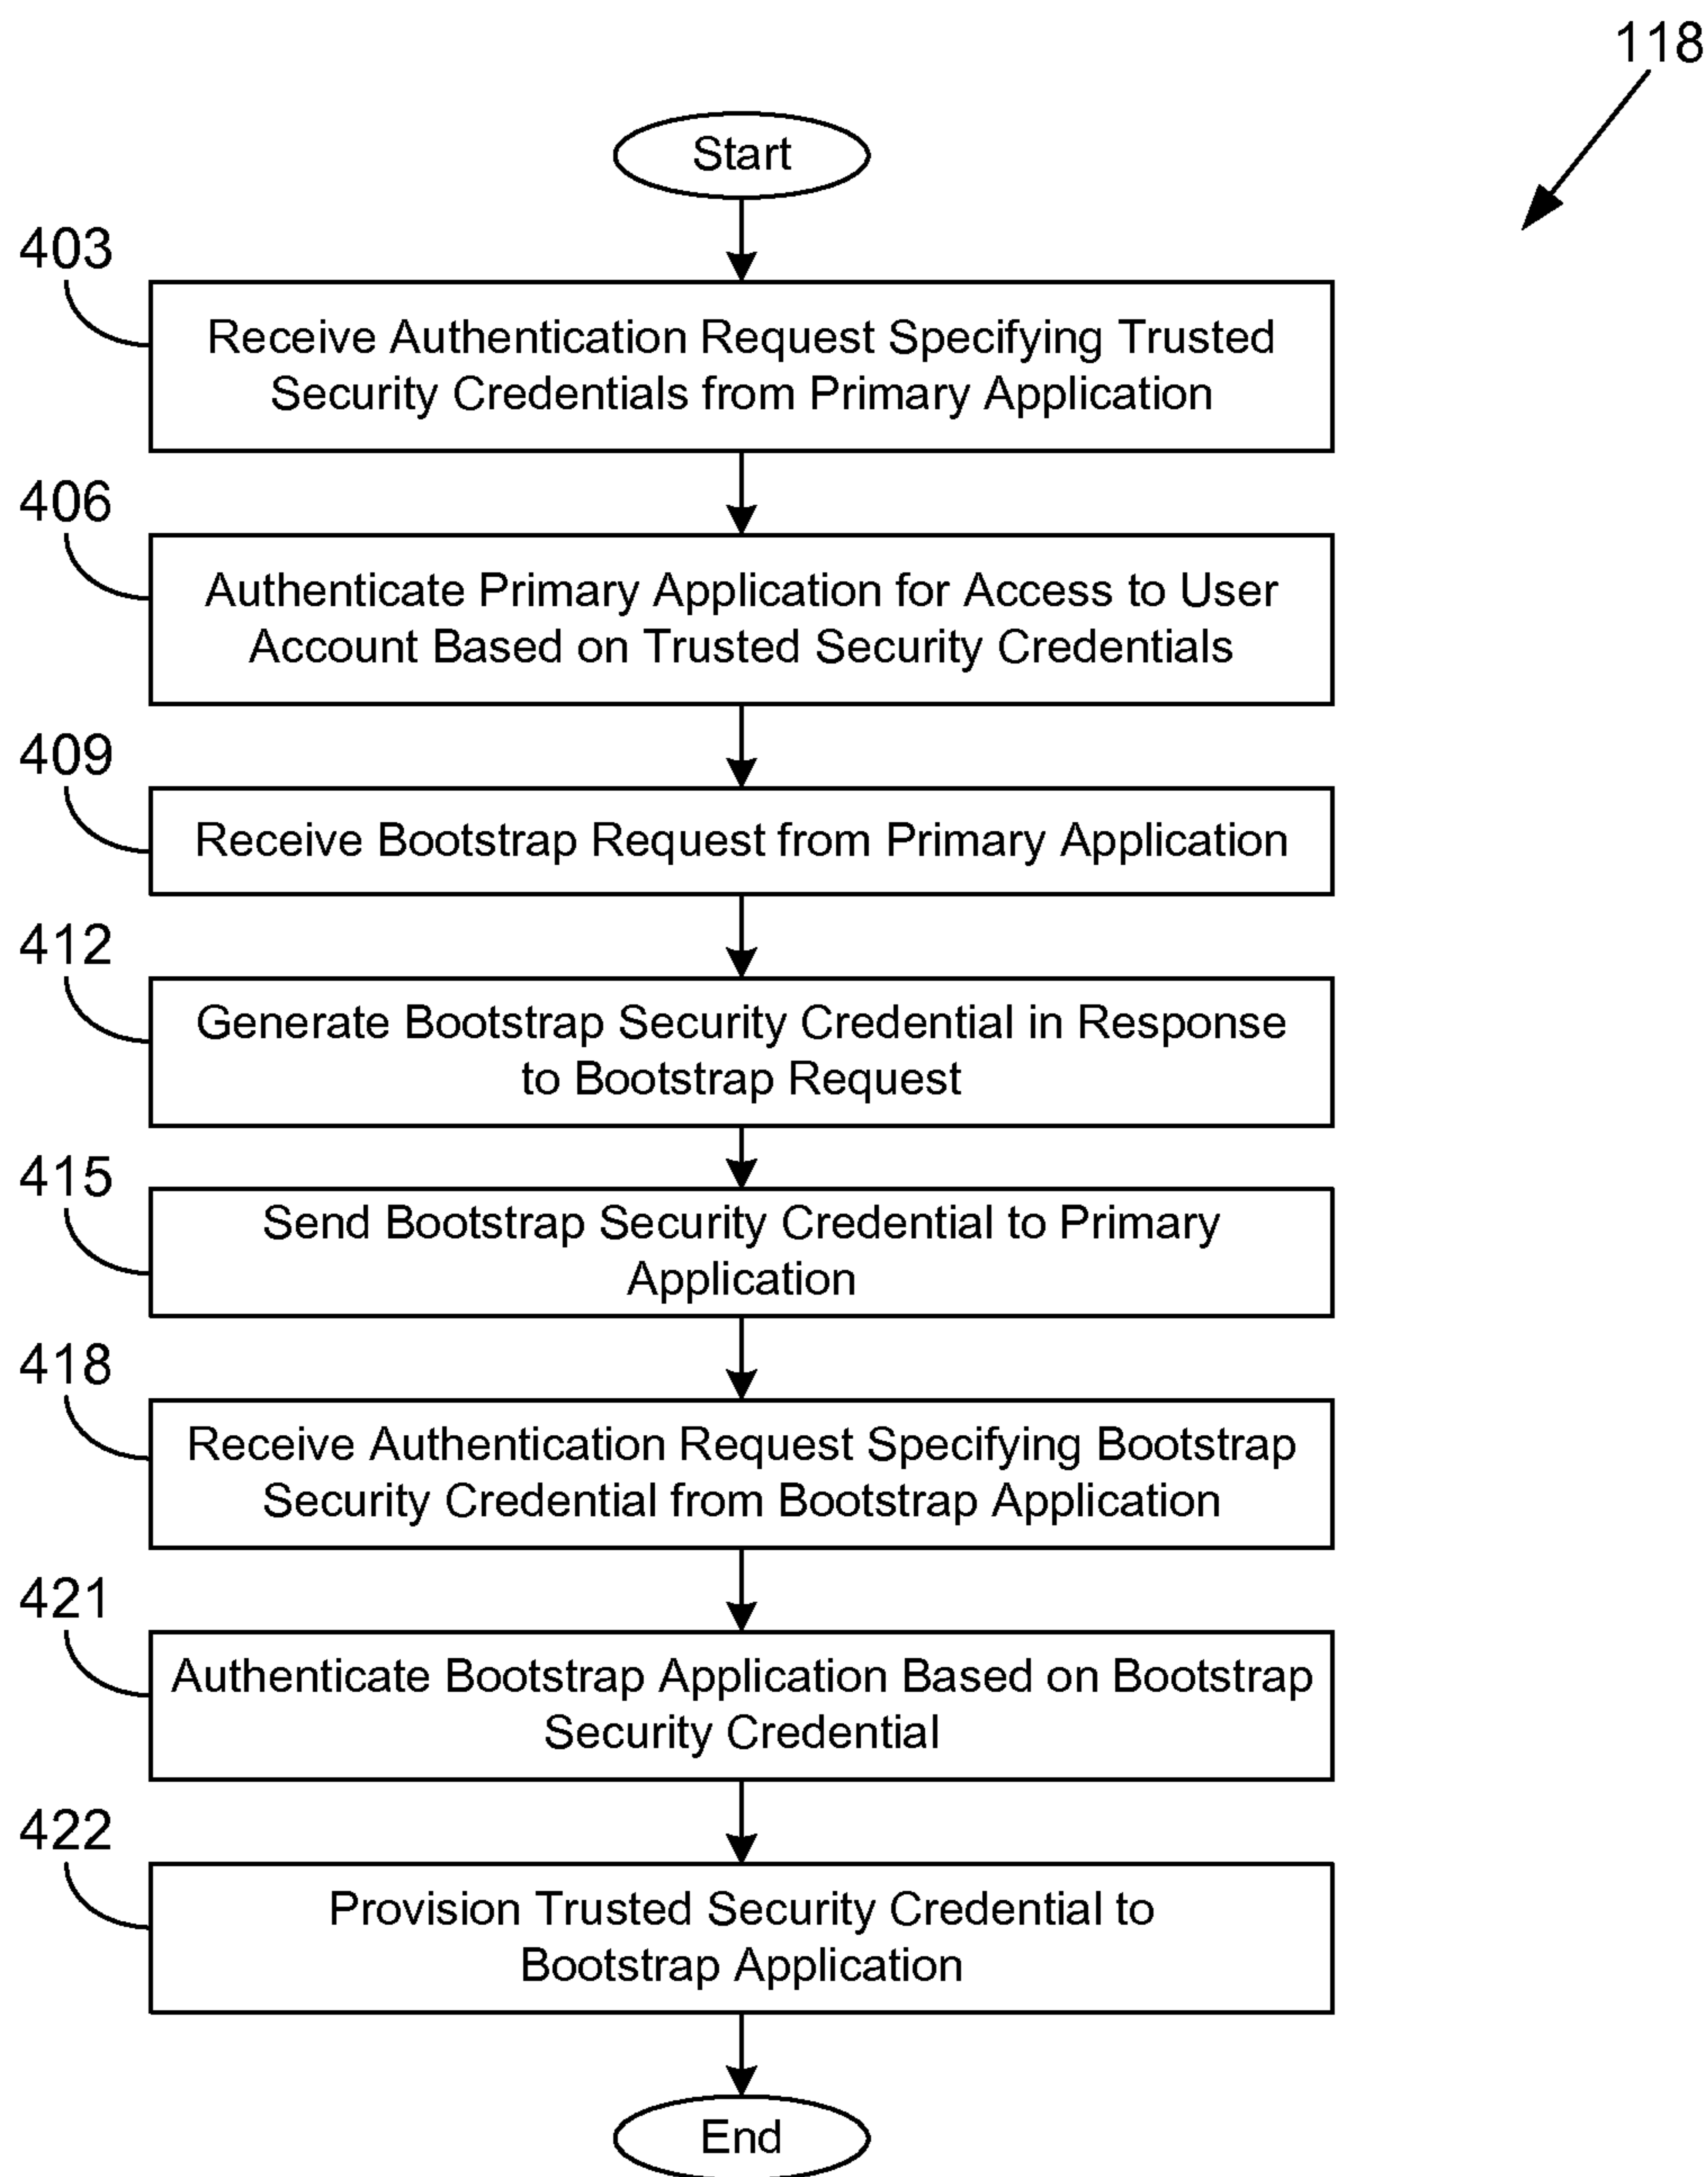 118
Start
403
Receive Authentication Request Specifying Trusted
Security Credentials from Primary Application
406
Authenticate Primary Application for Access to User
Account Based on Trusted Security Credentials
409
Receive Bootstrap Request from Primary Application
412
Generate Bootstrap Security Credential in Response
to Bootstrap Request
415
Send Bootstrap Security Credential to Primary
Application
418
Receive Authentication Request Specifying Bootstrap
Security Credential from Bootstrap Application
421
Authenticate Bootstrap Application Based on Bootstrap
Security Credential
422
Provision Trusted Security Credential to
Bootstrap Application
End